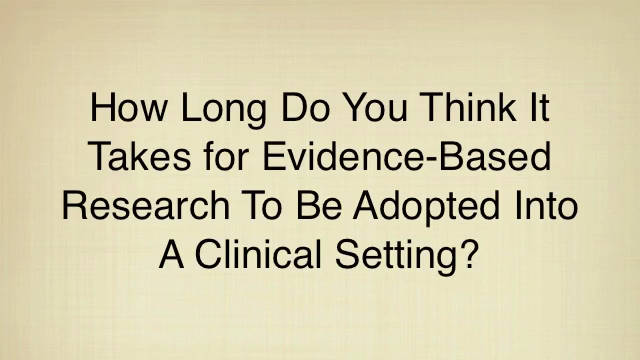 How Long Do You Think It
Takes for Evidence-Based
Research To Be Adopted Into
A Clinical Setting?